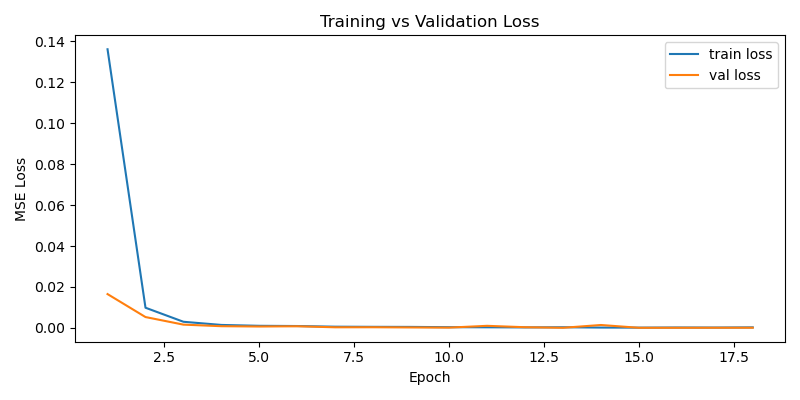 Training vs Validation Loss
train loss
val loss
MSE Loss
0.14
0.12
0.10
0.08
0.06
0.04
0.02
0.00
2.5 5.0 7.5 10.0 12.5 15.0 17.5
Epoch